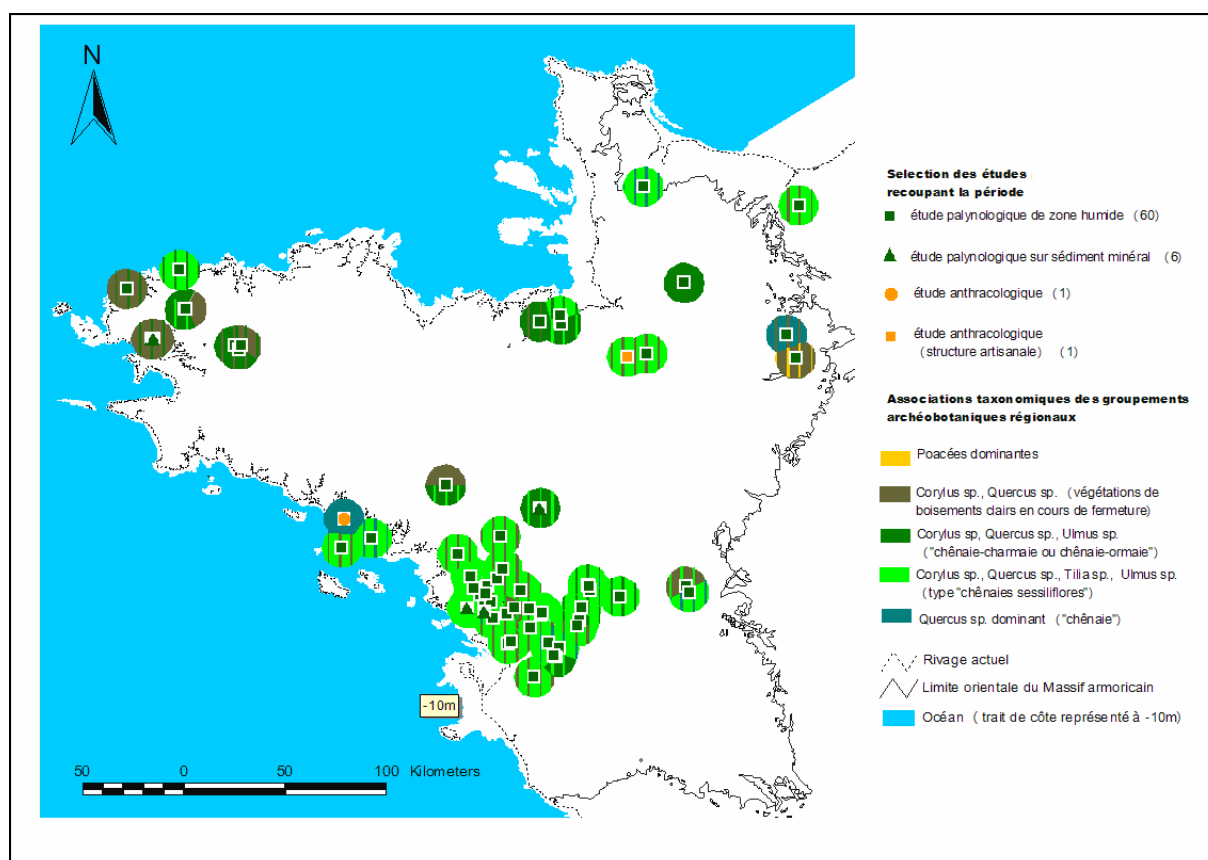 N
Selection des études
recoupant la période
étude palynologique de zone humide (60)
étude palynologique sur sédiment minéral (6)
étude anthracologique (1)
étude anthracologique
(structure artisanale) (1)
Associations taxonomiques des groupements
archéobotaniques régionaux
Poacées dominantes
Corylus sp., Quercus sp. (végétations de
boisements clairs en cours de fermeture)
Corylus sp, Quercus sp., Ulmus sp.
("chênaie-charmaie ou chênaie-ormaie")
Corylus sp., Quercus sp., Tilia sp., Ulmus sp.
(type "chênaies sessiliflores")
Quercus sp. dominant ("chênaie")
Rivage actuel
Limite orientale du Massif armoricain
Océan (trait de côte représenté à -10m)
-10m
50 0 50 100 Kilometers